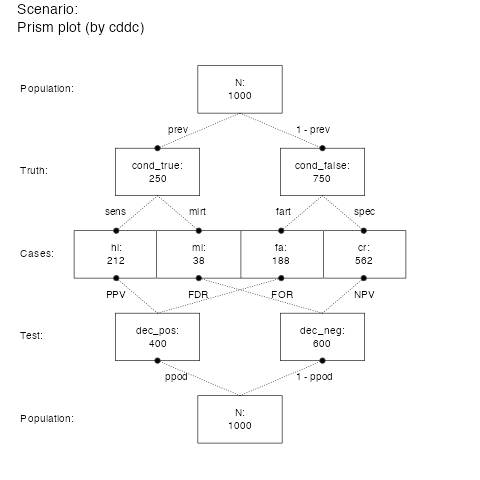 Scenario:
Prism plot (by cddc)
Population:
N:
1000
prev
1 - prev
Truth:
cond_true:
250
cond_false:
750
sens
mirt
fart
spec
Cases:
hi:
212
mi:
38
fa:
188
cr:
562
PPV
FDR
FOR
NPV
Test:
dec_pos:
400
dec_neg:
600
ppod
1 - ppod
Population:
N:
1000